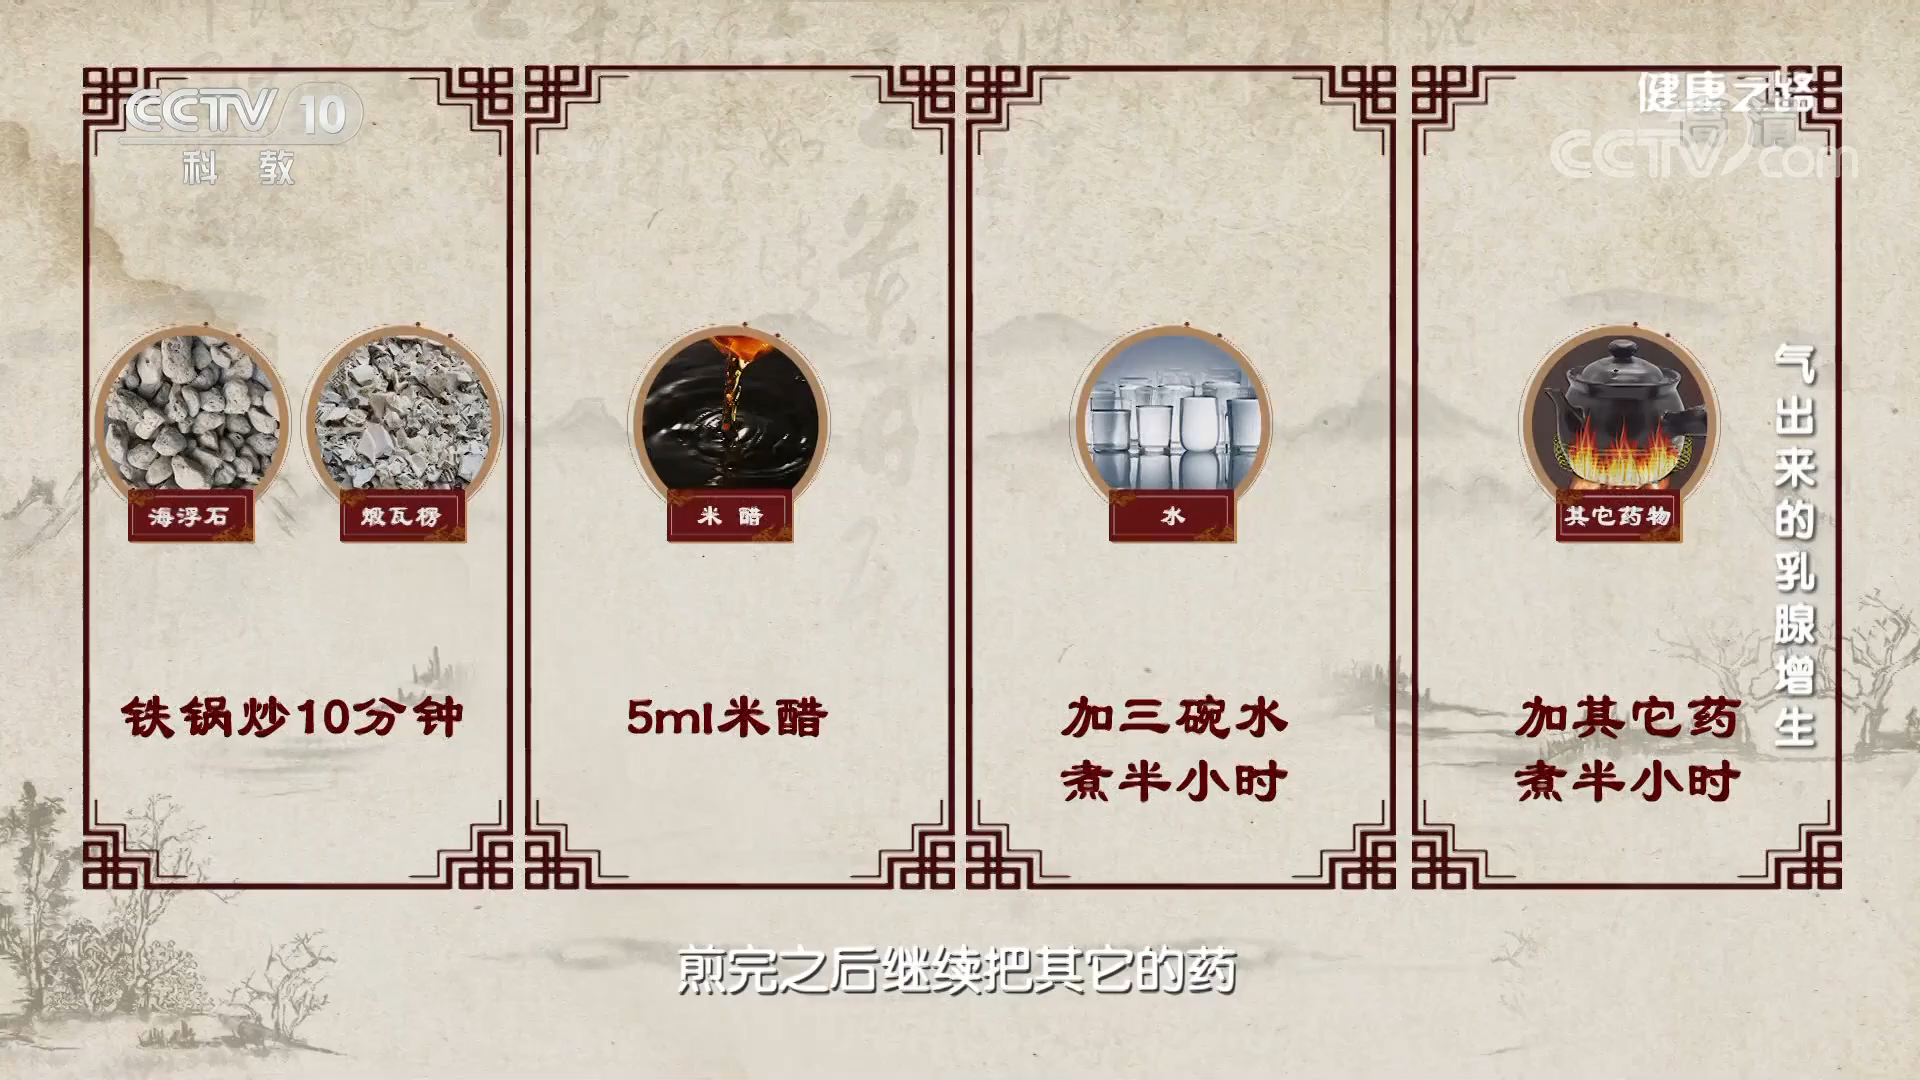 CCTV 10
科 教
健康之路
高清
CCTV.com
海浮石
煅瓦楞
米 醋
水
其它药物
铁锅炒10分钟
5ml米醋
加三碗水
煮半小时
加其它药
煮半小时
气出来的乳腺增生
煎完之后继续把其它的药